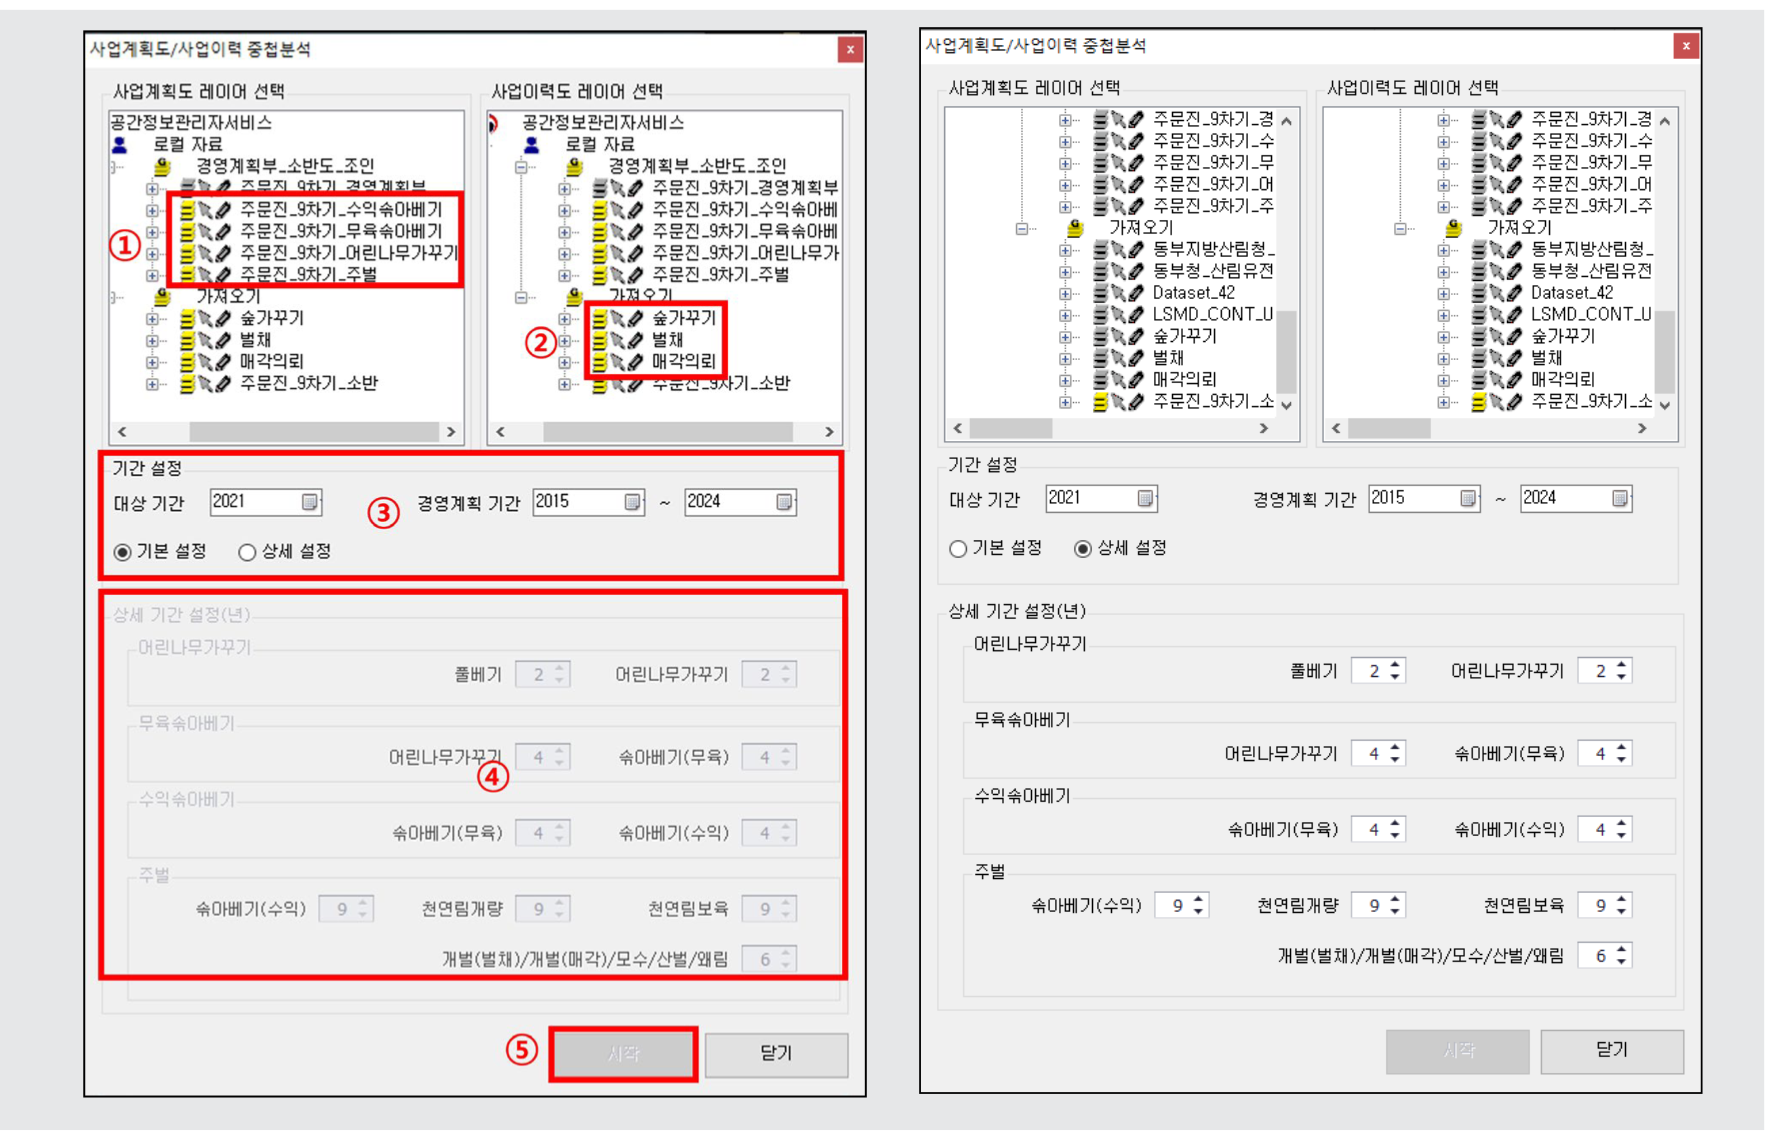 사업계획도/사업이력 중첩분석
x
사업계획도 레이어 선택
공간정보관리자서비스
로컬 자료
경영계획부_소반도_조인
주문진_9차기_경영계획부
주문진_9차기_수익솎아베기
주문진_9차기_무육솎아베기
주문진_9차기_어린나무가꾸기
주문진_9차기_주벌
①
가져오기
숲가꾸기
벌채
매각의뢰
주문진_9차기_소반
사업이력도 레이어 선택
공간정보관리자서비스
로컬 자료
경영계획부_소반도_조인
주문진_9차기_경영계획부
주문진_9차기_수익솎아베
주문진_9차기_무육솎아베
주문진_9차기_어린나무가
주문진_9차기_주벌
가져오기
숲가꾸기
② 벌채
매각의뢰
주문진_9차기_소반
기간 설정
대상 기간 2021 ③ 경영계획 기간 2015 ~ 2024
기본 설정 상세 설정
상세 기간 설정(년)
어린나무가꾸기
풀베기 2 어린나무가꾸기 2
무육솎아베기
어린나무가꾸기 4 솎아베기(무육) 4
④
수익솎아베기
솎아베기(무육) 4 솎아베기(수익) 4
주벌
솎아베기(수익) 9 천연림개량 9 천연림보육 9
개벌(벌채)/개벌(매각)/모수/산벌/왜림 6
⑤ 시작 닫기
사업계획도/사업이력 중첩분석
x
사업계획도 레이어 선택
주문진_9차기_경
주문진_9차기_수
주문진_9차기_무
주문진_9차기_어
주문진_9차기_주
가져오기
동부지방산림청_
동부청_산림유전
Dataset_42
LSMD_CONT_U
숲가꾸기
벌채
매각의뢰
주문진_9차기_소
사업이력도 레이어 선택
주문진_9차기_경
주문진_9차기_수
주문진_9차기_무
주문진_9차기_어
주문진_9차기_주
가져오기
동부지방산림청_
동부청_산림유전
Dataset_42
LSMD_CONT_U
숲가꾸기
벌채
매각의뢰
주문진_9차기_소
기간 설정
대상 기간 2021 경영계획 기간 2015 ~ 2024
기본 설정 상세 설정
상세 기간 설정(년)
어린나무가꾸기
풀베기 2 어린나무가꾸기 2
무육솎아베기
어린나무가꾸기 4 솎아베기(무육) 4
수익솎아베기
솎아베기(무육) 4 솎아베기(수익) 4
주벌
솎아베기(수익) 9 천연림개량 9 천연림보육 9
개벌(벌채)/개벌(매각)/모수/산벌/왜림 6
시작 닫기